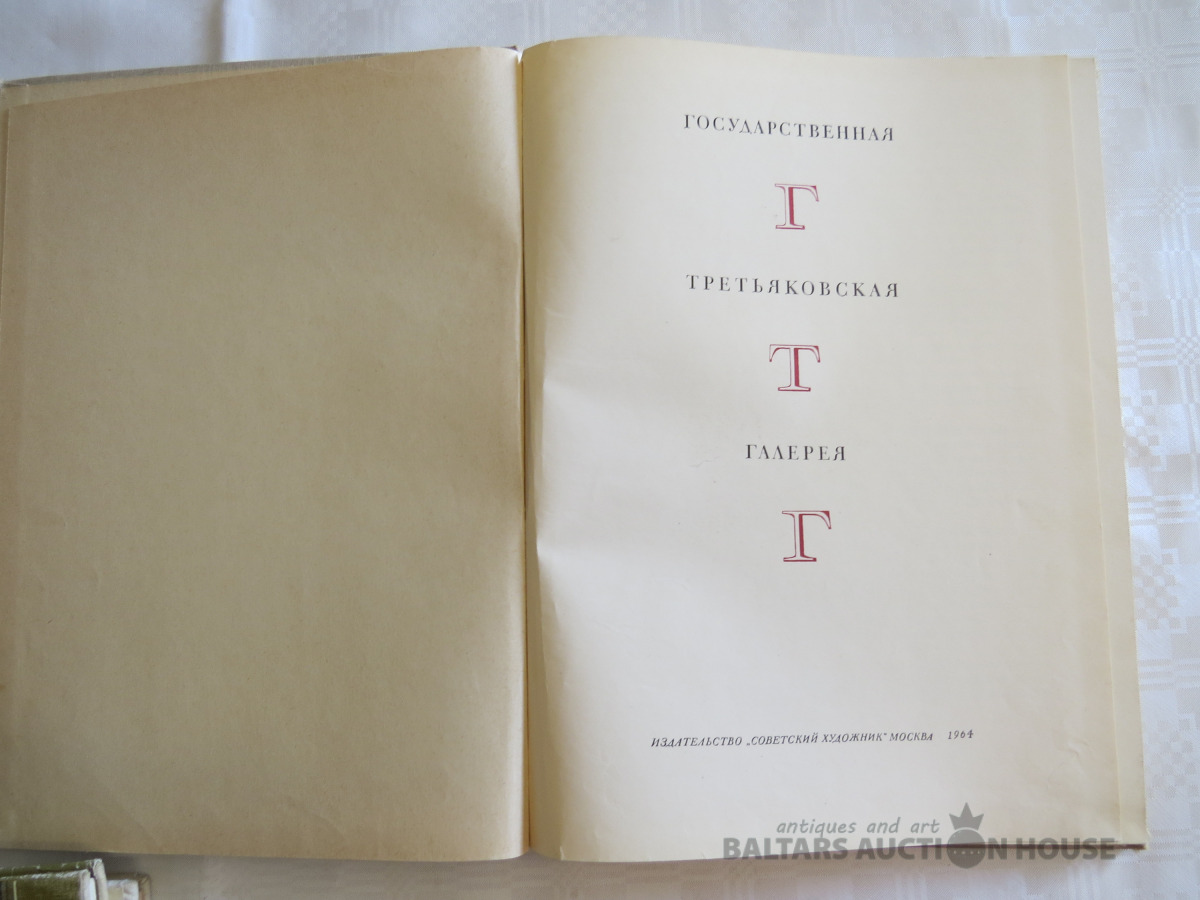 ГОСУДАРСТВЕННАЯ
Г
ТРЕТЬЯКОВСКАЯ
Т
ГАЛЕРЕЯ
Г
ИЗДАТЕЛЬСТВО „СОВЕТСКИЙ ХУДОЖНИК" МОСКВА 1964
antiques and art
BALTARS AUCTION HOUSE